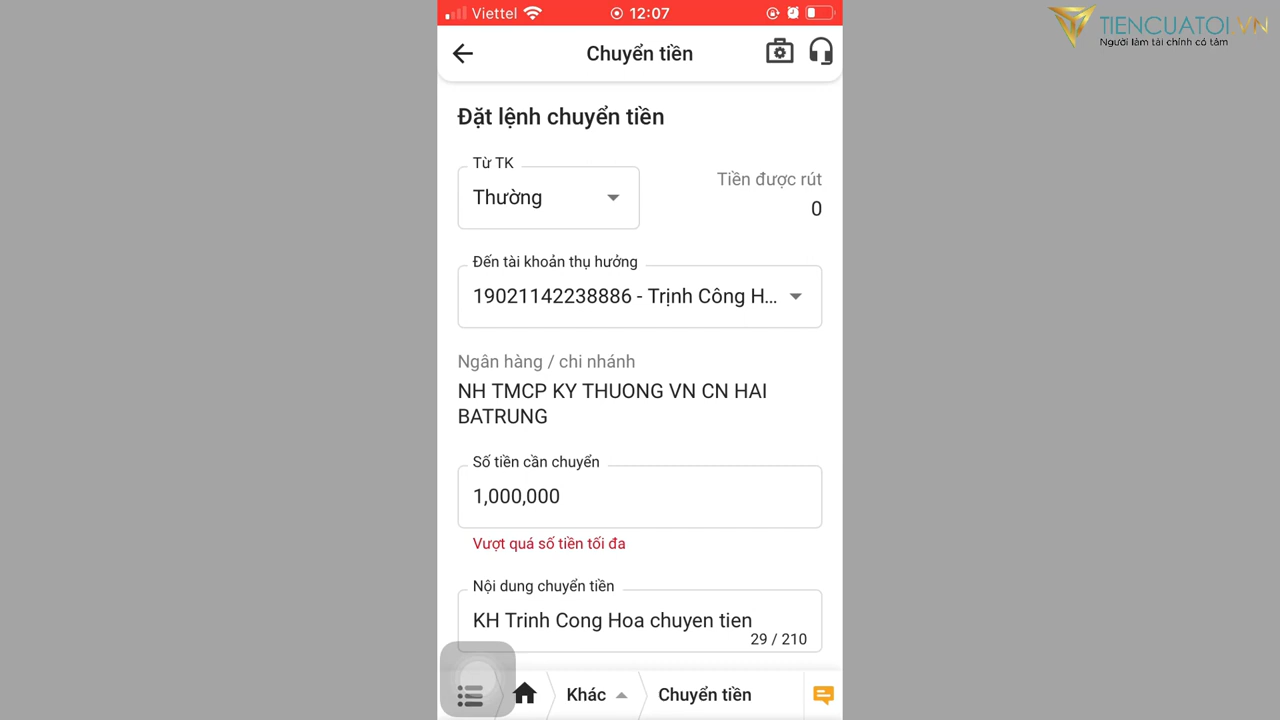 Viettel 12:07
TIENCUATOI.VN
Người làm tài chính có tâm
Chuyển tiền
Đặt lệnh chuyển tiền
Từ TK
Thường
Tiền được rút
0
Đến tài khoản thụ hưởng
19021142238886 - Trịnh Công H...
Ngân hàng / chi nhánh
NH TMCP KY THUONG VN CN HAI
BATRUNG
Số tiền cần chuyển
1,000,000
Vượt quá số tiền tối đa
Nội dung chuyển tiền
KH Trinh Cong Hoa chuyen tien
29 / 210
Khác Chuyển tiền